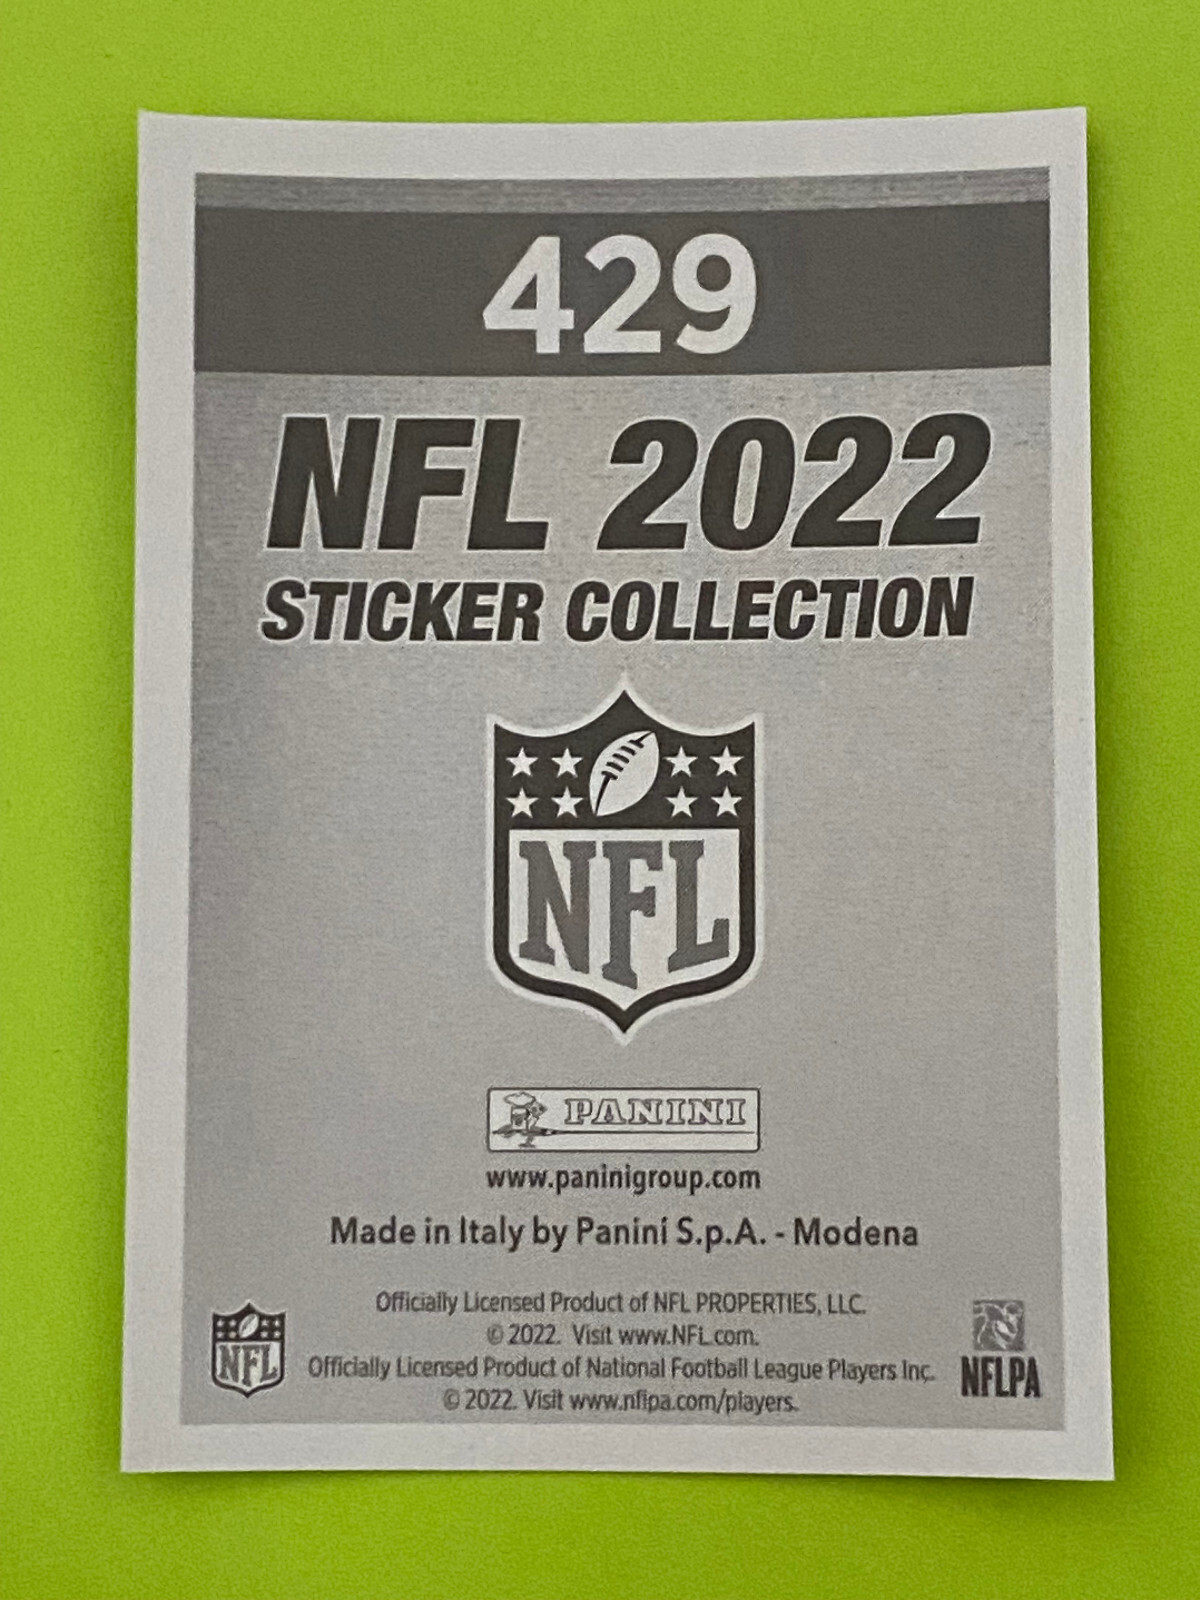 429
NFL 2022
STICKER COLLECTION
NFL
PANINI
www.paninigroup.com
Made in Italy by Panini S.p.A. - Modena
Officially Licensed Product of NFL PROPERTIES, LLC.
© 2022. Visit www.NFL.com.
Officially Licensed Product of National Football League Players Inc.
© 2022. Visit www.nflpa.com/players.
NFL
NFLPA